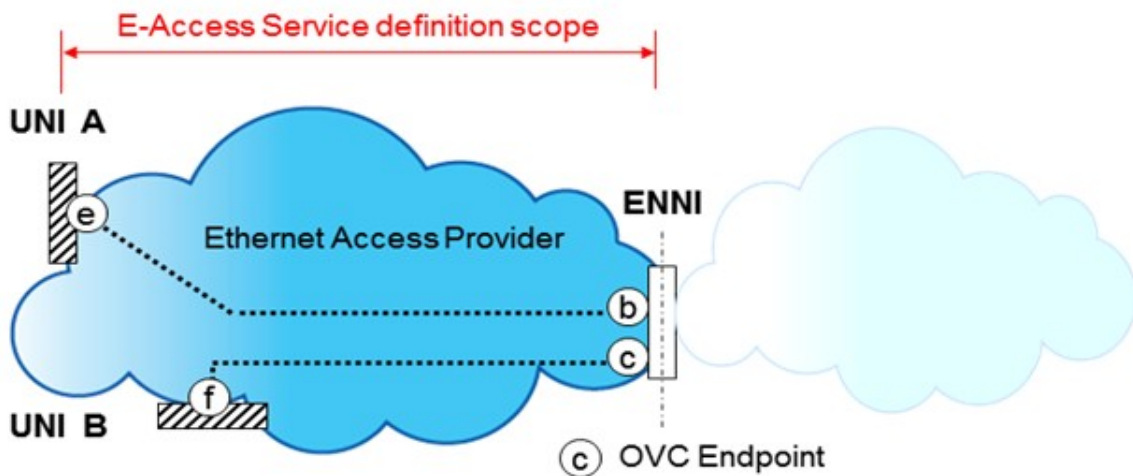 E-Access Service definition scope
UNI A
ENNI
e
Ethernet Access Provider
b
c
f
UNI B
c OVC Endpoint